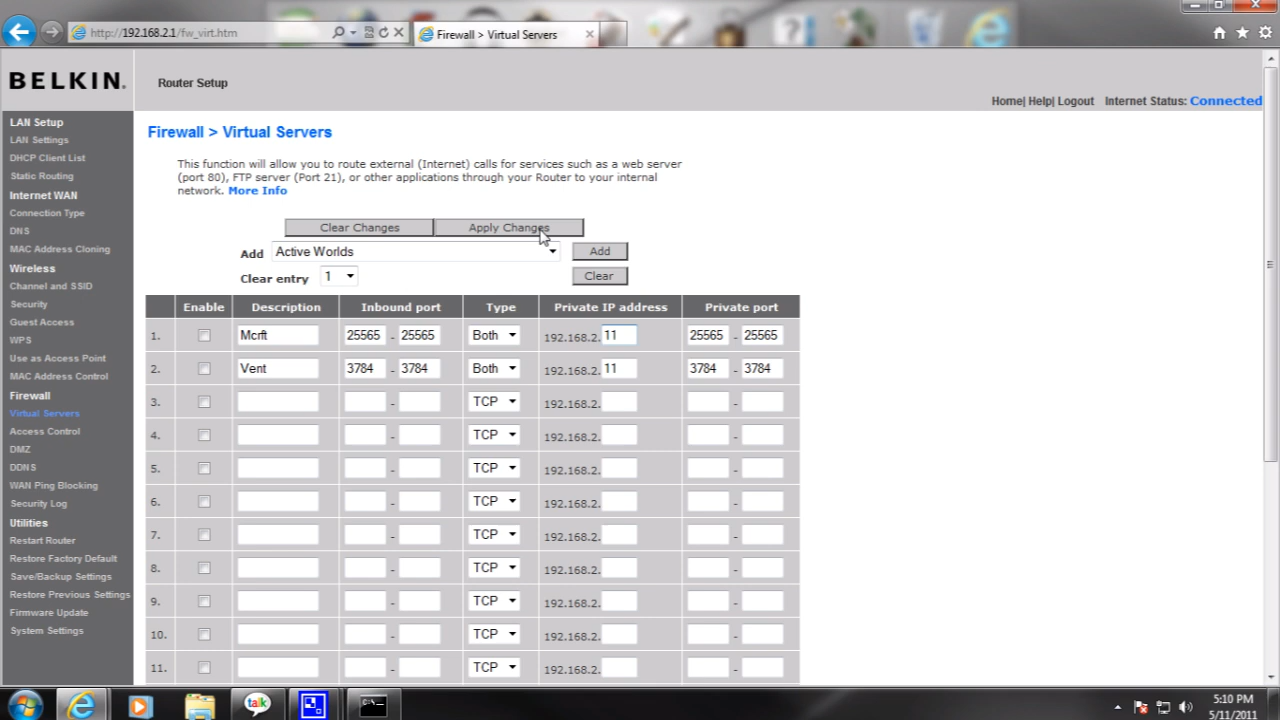 http://192.168.2.1/fw_virt.htm
Firewall > Virtual Servers
BELKIN.
Router Setup
Home| Help| Logout Internet Status: Connected
LAN Setup
LAN Settings
DHCP Client List
Static Routing
Internet WAN
Connection Type
DNS
MAC Address Cloning
Wireless
Channel and SSID
Security
Guest Access
WPS
Use as Access Point
MAC Address Control
Firewall
Virtual Servers
Access Control
DMZ
DDNS
WAN Ping Blocking
Security Log
Utilities
Restart Router
Restore Factory Default
Save/Backup Settings
Restore Previous Settings
Firmware Update
System Settings
Firewall > Virtual Servers
This function will allow you to route external (Internet) calls for services such as a web server
(port 80), FTP server (Port 21), or other applications through your Router to your internal
network. More Info
Clear Changes Apply Changes
Add Active Worlds Add
Clear entry 1 Clear
Enable Description Inbound port Type Private IP address Private port
1. Mcrft 25565 - 25565 Both 192.168.2. 11 25565 - 25565
2. Vent 3784 - 3784 Both 192.168.2. 11 3784 - 3784
3. - TCP 192.168.2. -
4. - TCP 192.168.2. -
5. - TCP 192.168.2. -
6. - TCP 192.168.2. -
7. - TCP 192.168.2. -
8. - TCP 192.168.2. -
9. - TCP 192.168.2. -
10. - TCP 192.168.2. -
11. - TCP 192.168.2. -
talk
C:\-.
5:10 PM
5/11/2011